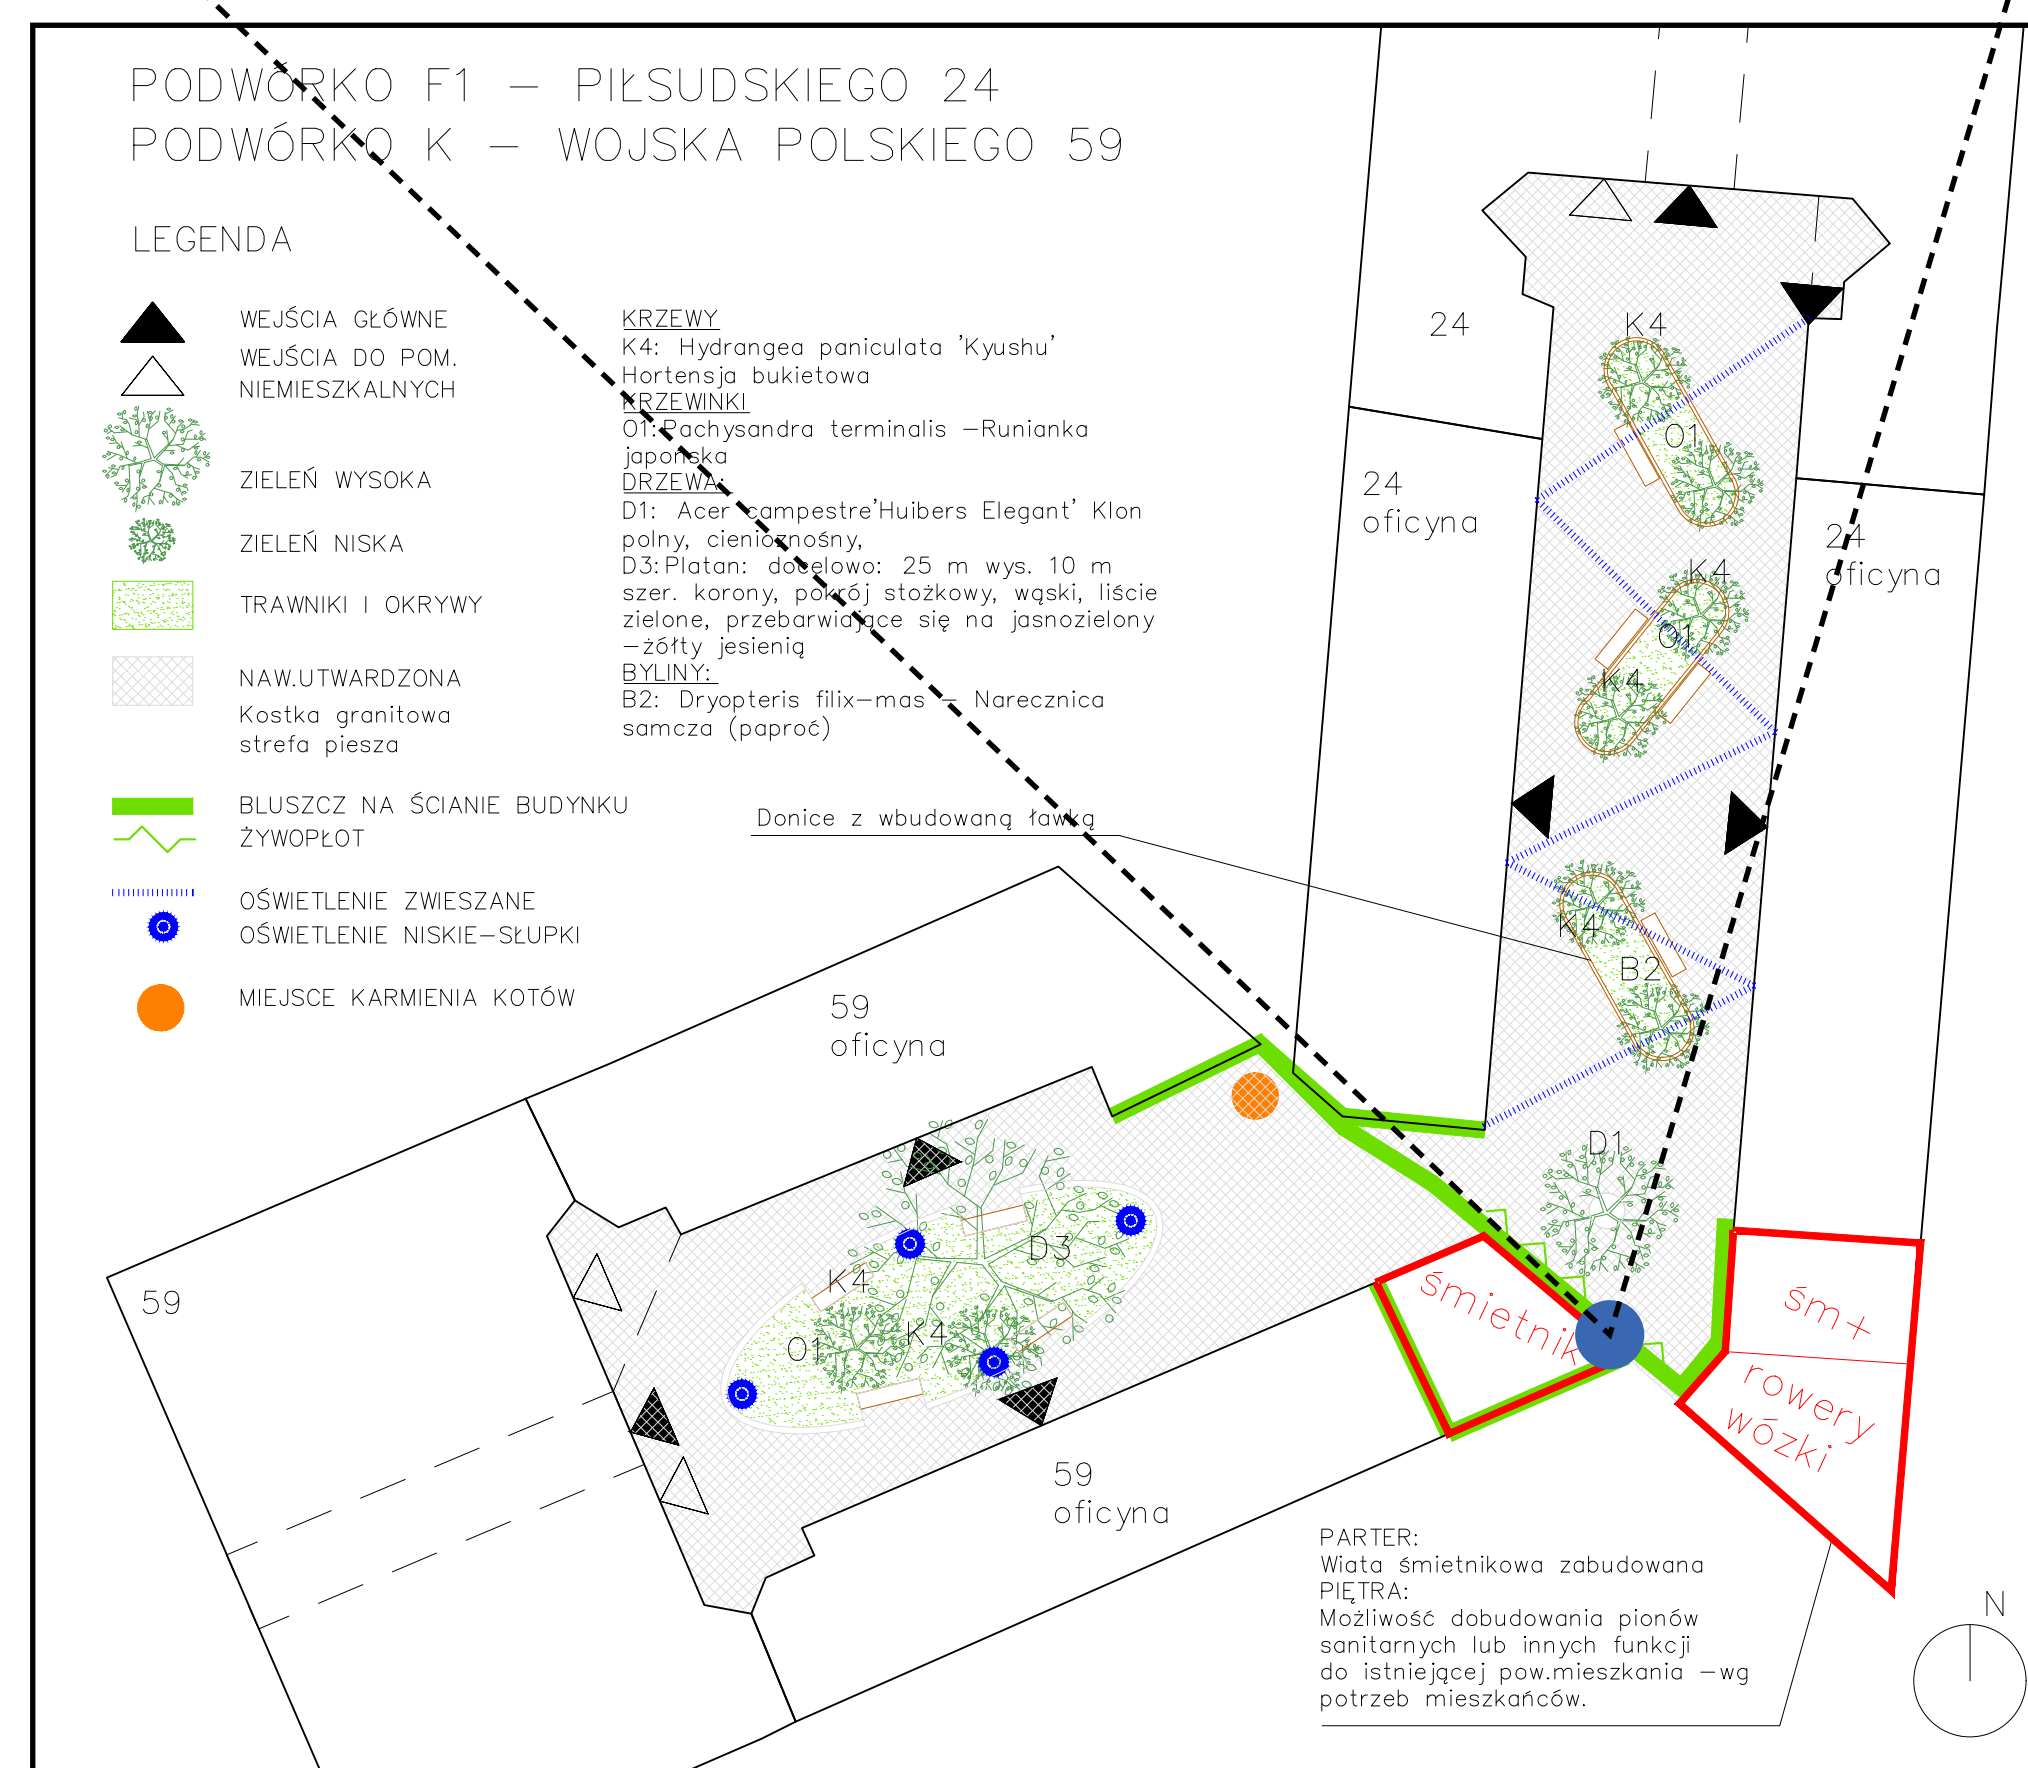 PODWÓRKO F1 – PIŁSUDSKIEGO 24
PODWÓRKO K – WOJSKA POLSKIEGO 59
LEGENDA
WEJŚCIA GŁÓWNE
WEJŚCIA DO POM.
NIEMIESZKALNYCH
ZIELEŃ WYSOKA
ZIELEŃ NISKA
TRAWNIKI I OKRYWY
NAW.UTWARDZONA
Kostka granitowa
strefa piesza
BLUSZCZ NA ŚCIANIE BUDYNKU
ŻYWOPŁOT
OŚWIETLENIE ZWIESZANE
OŚWIETLENIE NISKIE–SŁUPKI
MIEJSCE KARMIENIA KOTÓW
KRZEWY
K4: Hydrangea paniculata 'Kyushu'
Hortensja bukietowa
KRZEWINKI
O1:Pachysandra terminalis –Runianka
japońska
DRZEWA:
D1: Acer campestre'Huibers Elegant' Klon
polny, cienioznośny,
D3:Platan: docelowo: 25 m wys. 10 m
szer. korony, pokrój stożkowy, wąski, liście
zielone, przebarwiające się na jasnozielony
–żółty jesienią
BYLINY:
B2: Dryopteris filix–mas – Narecznica
samcza (paproć)
Donice z wbudowaną ławką
24
24
oficyna
24
oficyna
K4
O1
K4
O1
K4
K4
B2
D1
59
oficyna
59
K4
D3
O1
K4
59
oficyna
śmietnik
śm+
rowery
wózki
PARTER:
Wiata śmietnikowa zabudowana
PIĘTRA:
Możliwość dobudowania pionów
sanitarnych lub innych funkcji
do istniejącej pow.mieszkania –wg
potrzeb mieszkańców.
N